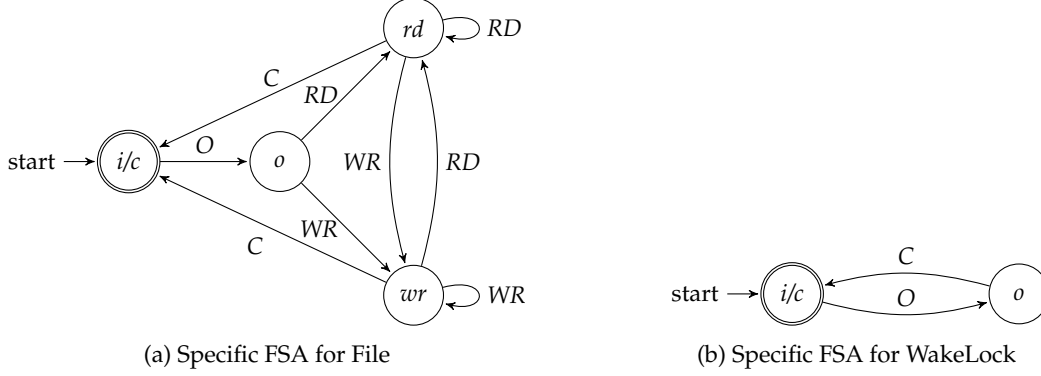 rd
RD
C
RD
start
i/c
O
o
WR
RD
WR
C
wr
WR
(a) Specific FSA for File
start
i/c
C
O
o
(b) Specific FSA for WakeLock